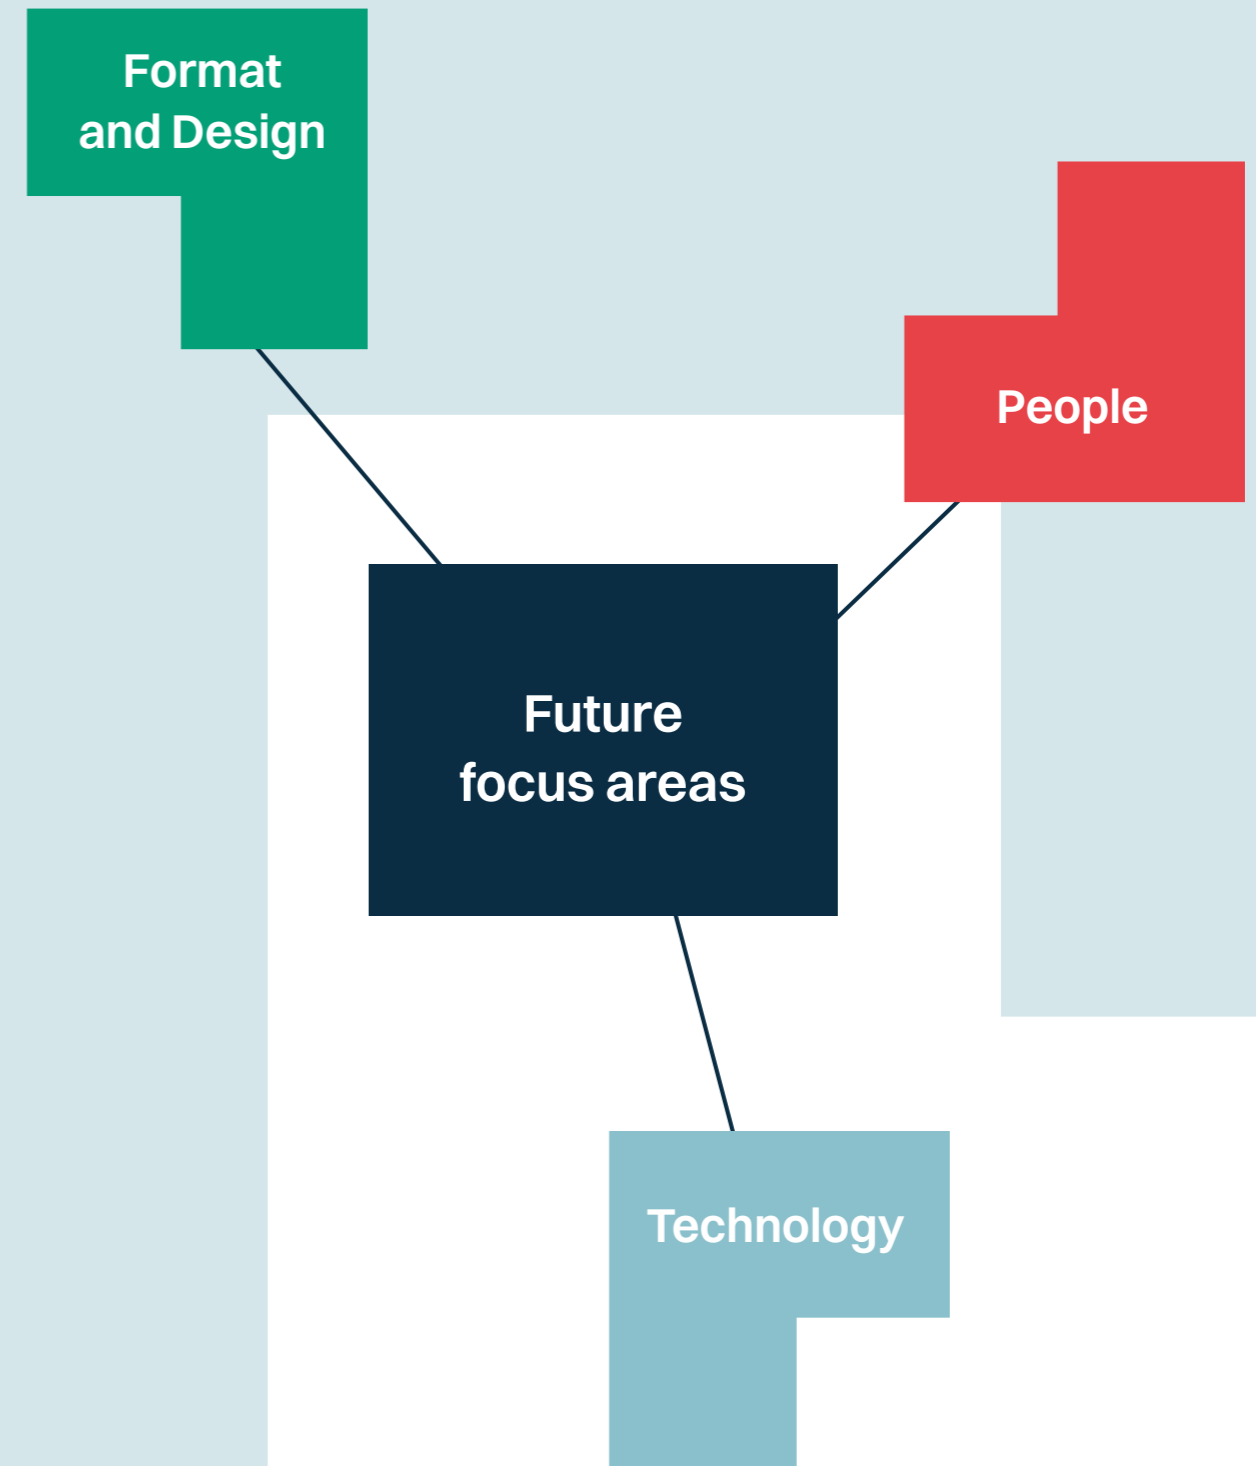 Format
and Design
People
Future
focus areas
Technology